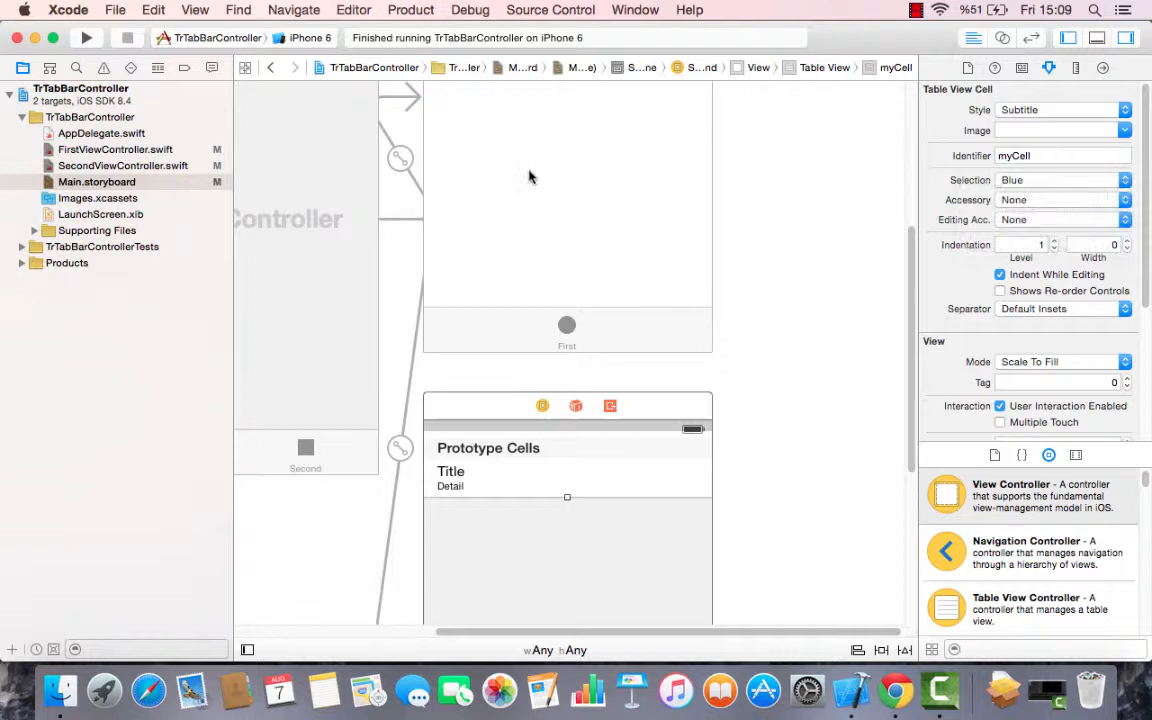 Xcode File Edit View Find Navigate Editor Product Debug Source Control Window Help %51 Fri 15:09
TrTabBarController iPhone 6 Finished running TrTabBarController on iPhone 6
TrTabBarController Tr...ler M...rd M...e) S...ne S...nd View Table View myCell
TrTabBarController
2 targets, iOS SDK 8.4
TrTabBarController
AppDelegate.swift
FirstViewController.swift M
SecondViewController.swift M
Main.storyboard M
Images.xcassets
LaunchScreen.xib
Supporting Files
TrTabBarControllerTests
Products
Controller
Second
First
Prototype Cells
Title
Detail
wAny hAny
Table View Cell
Style Subtitle
Image
Identifier myCell
Selection Blue
Accessory None
Editing Acc. None
Indentation 1 0
Level Width
Indent While Editing
Shows Re-order Controls
Separator Default Insets
View
Mode Scale To Fill
Tag 0
Interaction User Interaction Enabled
Multiple Touch
View Controller - A controller
that supports the fundamental
view-management model in iOS.
Navigation Controller - A
controller that manages navigation
through a hierarchy of views.
Table View Controller - A
controller that manages a table
view.
AUG
7